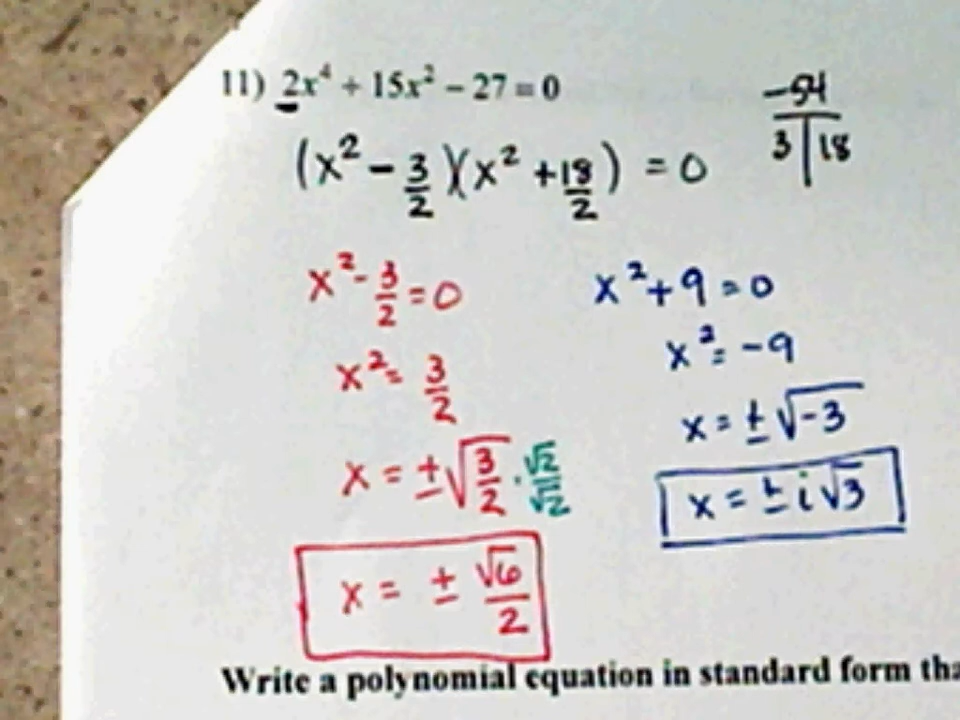 11) 2x⁴ + 15x² − 27 = 0
-54
3 | 18
(x² - 3/2)(x² + 18/2) = 0
x² - 3/2 = 0
x² = 3/2
x = ±√(3/2) · √2/√2
x = ± √6/2
x² + 9 = 0
x² = -9
x = ±√-3
x = ± i√3
Write a polynomial equation in standard form tha